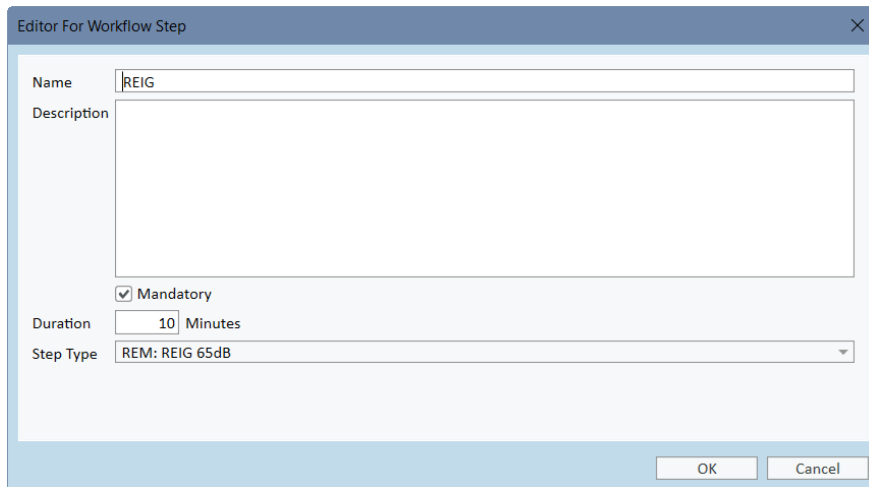 Editor For Workflow Step
Name REIG
Description
Mandatory
Duration 10 Minutes
Step Type REM: REIG 65dB
OK Cancel